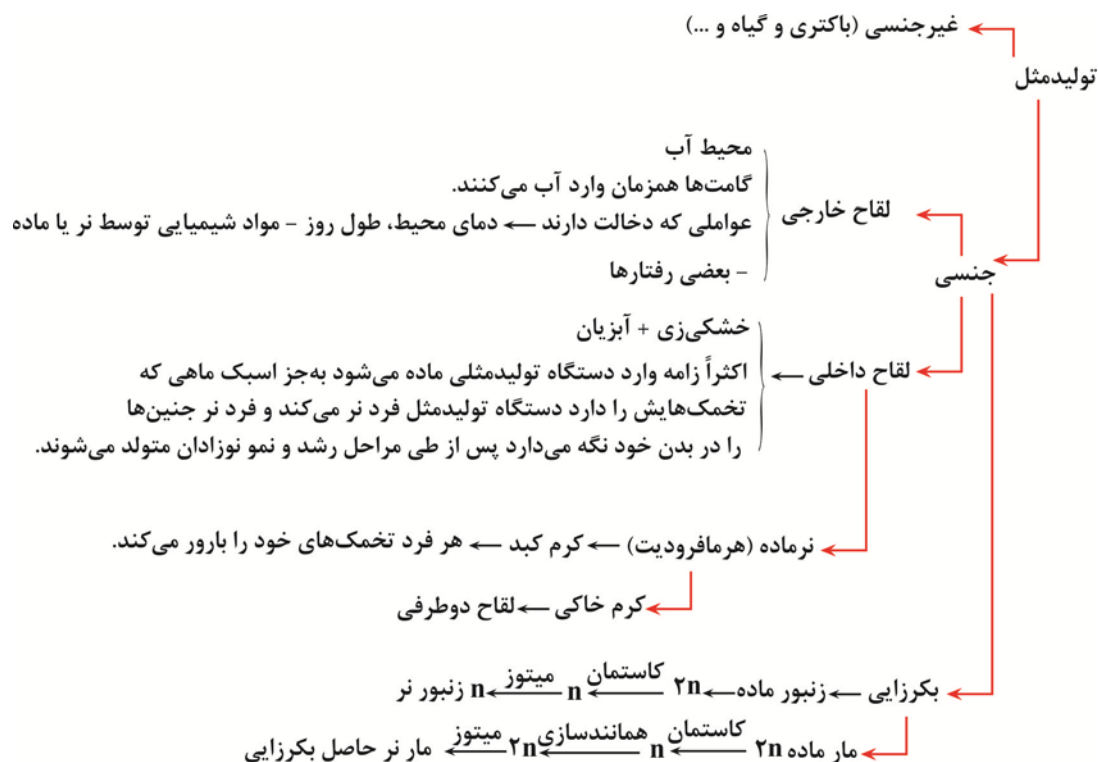 غیرجنسی (باکتری و گیاه و ...)
تولیدمثل
محیط آب
گامت‌ها همزمان وارد آب می‌کنند.
لقاح خارجی
عواملی که دخالت دارند ← دمای محیط، طول روز – مواد شیمیایی توسط نر یا ماده
– بعضی رفتارها
جنسی
خشکی‌زی + آبزیان
لقاح داخلی ← اکثراً زامه وارد دستگاه تولیدمثلی ماده می‌شود به‌جز اسبک ماهی که
تخمک‌هایش را دارد دستگاه تولیدمثل فرد نر می‌کند و فرد نر جنین‌ها
را در بدن خود نگه می‌دارد پس از طی مراحل رشد و نمو نوزادان متولد می‌شوند.
نرماده (هرمافرودیت) ← کرم کبد ← هر فرد تخمک‌های خود را بارور می‌کند.
کرم خاکی ← لقاح دوطرفی
بکرزایی ← زنبور ماده ← ۲n کاستمان ← n میتوز ← n زنبور نر
مار ماده ۲n کاستمان ← n همانندسازی ← ۲n میتوز ← مار نر حاصل بکرزایی